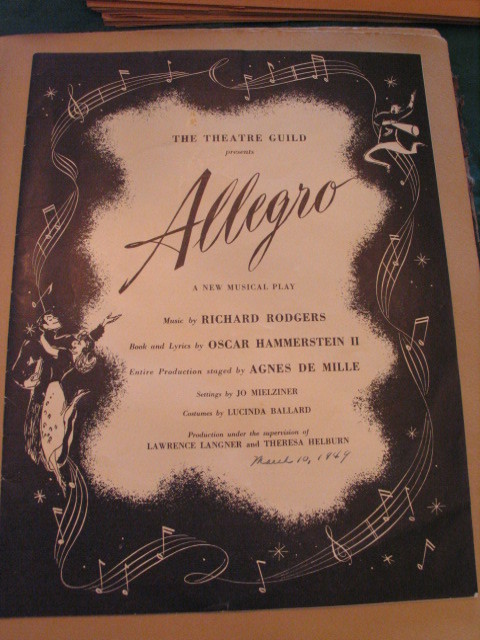 THE THEATRE GUILD
presents
Allegro
A NEW MUSICAL PLAY
Music by RICHARD RODGERS
Book and Lyrics by OSCAR HAMMERSTEIN II
Entire Production staged by AGNES DE MILLE
Settings by JO MIELZINER
Costumes by LUCINDA BALLARD
Production under the supervision of
LAWRENCE LANGNER and THERESA HELBURN
March 10, 1949